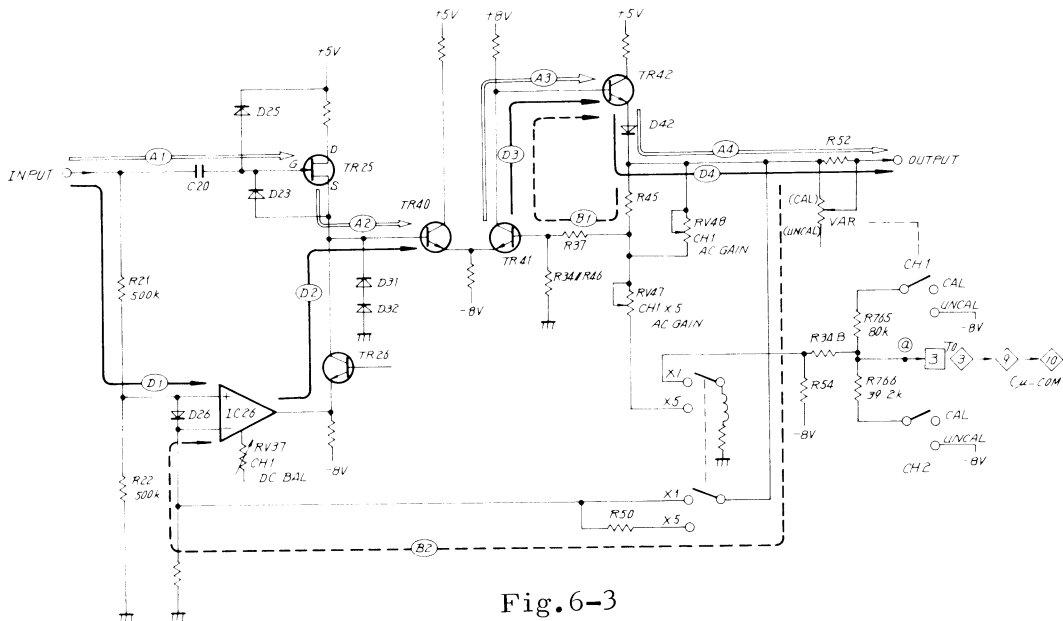 +5V
+8V
+5V
+5V
A3
TR42
D25
D42
A1
D3
A4
R52
D
G
TR25
INPUT
OUTPUT
C20
D23
S
TR40
D4
A2
R45
(CAL)
VAR
B1
RV48
CH1
AC GAIN
(UNCAL)
R37
TR41
CH1
R21
500k
D31
R34//R46
CAL
D2
-8V
RV47
CH1 x 5
AC GAIN
D32
R765
80k
UNCAL
-8V
TR26
R34B
@
3
TO
3
9
10
C,μ-COM
D1
X1
R54
R766
39.2k
X5
D26
+
IC26
-
-8V
CAL
RV37
CH1
DC BAL
-8V
UNCAL
-8V
CH2
R22
500k
X1
R50
X5
B2
Fig.6-3